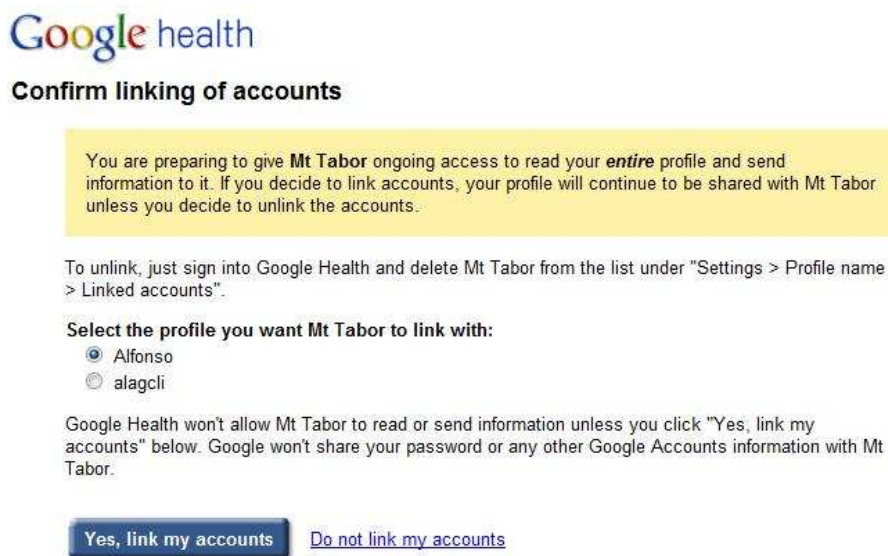 Google health
Confirm linking of accounts
You are preparing to give Mt Tabor ongoing access to read your entire profile and send
information to it. If you decide to link accounts, your profile will continue to be shared with Mt Tabor
unless you decide to unlink the accounts.
To unlink, just sign into Google Health and delete Mt Tabor from the list under "Settings > Profile name
> Linked accounts".
Select the profile you want Mt Tabor to link with:
Alfonso
alagcli
Google Health won't allow Mt Tabor to read or send information unless you click "Yes, link my
accounts" below. Google won't share your password or any other Google Accounts information with Mt
Tabor.
Yes, link my accounts Do not link my accounts